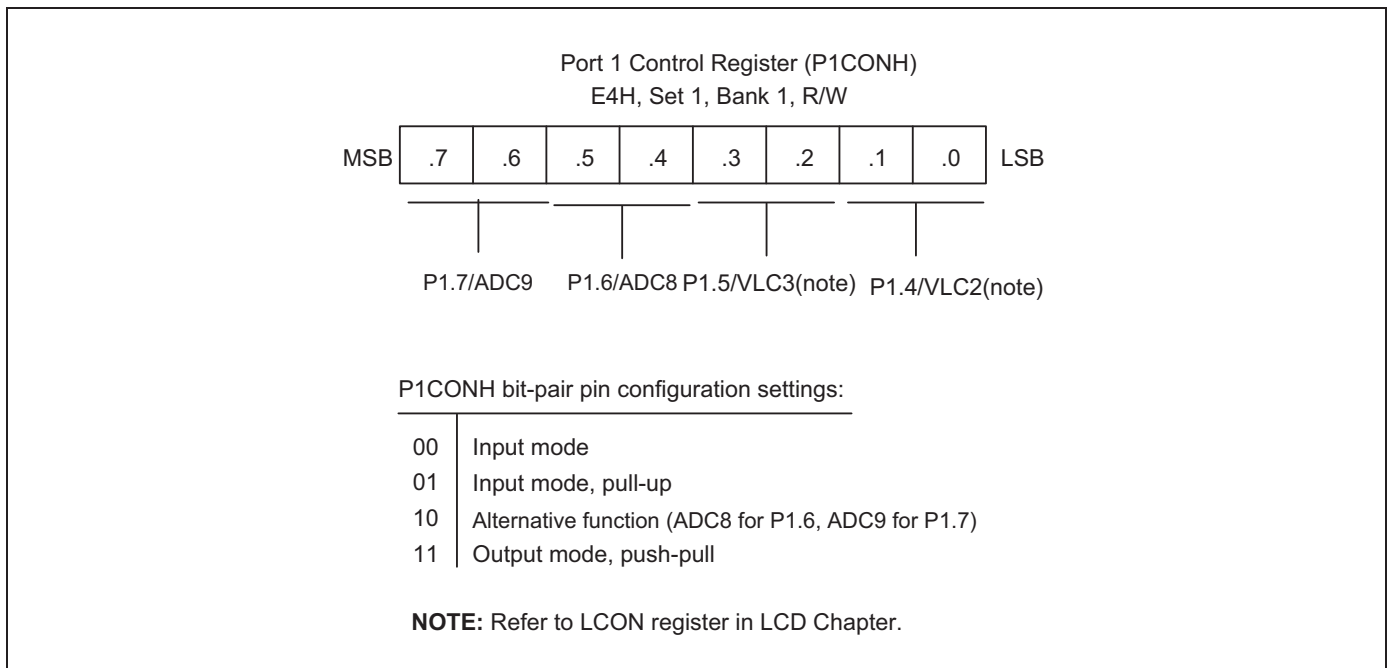 Port 1 Control Register (P1CONH)
E4H, Set 1, Bank 1, R/W
MSB .7 .6 .5 .4 .3 .2 .1 .0 LSB
P1.7/ADC9 P1.6/ADC8 P1.5/VLC3(note) P1.4/VLC2(note)
P1CONH bit-pair pin configuration settings:
00 Input mode
01 Input mode, pull-up
10 Alternative function (ADC8 for P1.6, ADC9 for P1.7)
11 Output mode, push-pull
NOTE: Refer to LCON register in LCD Chapter.